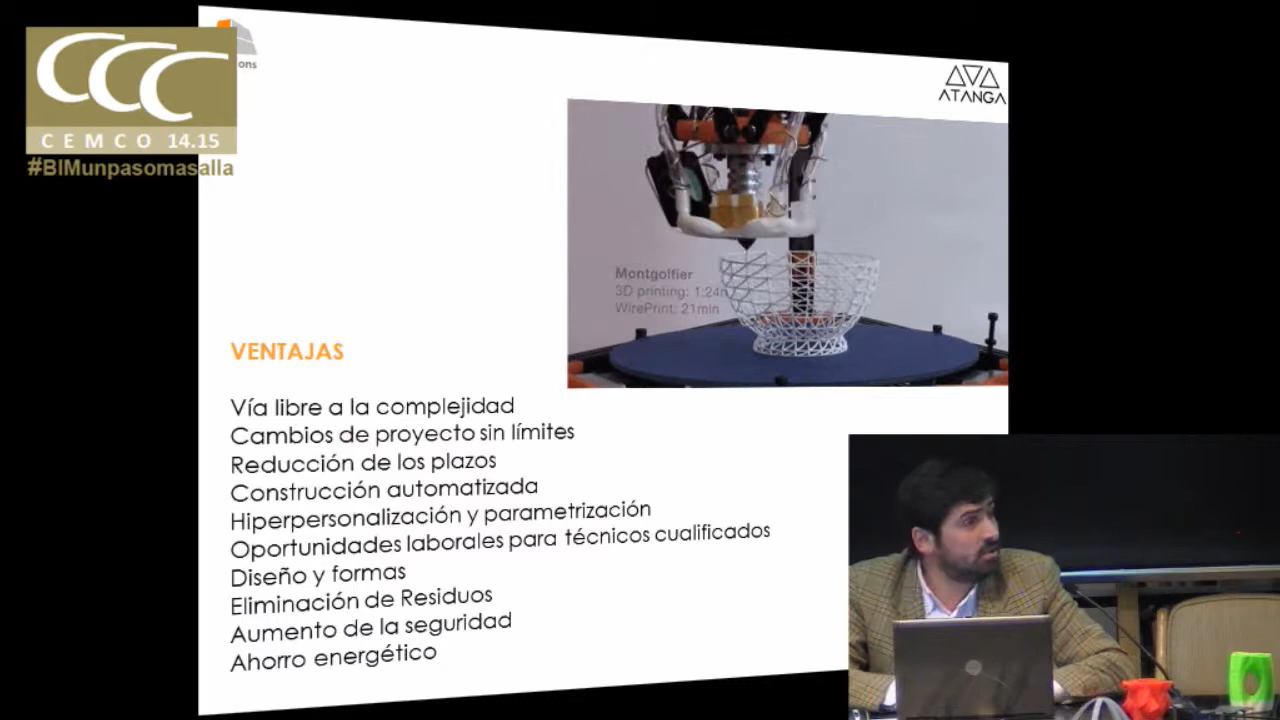 CCC
CEMCO 14.15
#BIMunpasomasalla
ons
ATANGA
Montgolfier
3D printing: 1:24h
WirePrint: 21min
VENTAJAS
Vía libre a la complejidad
Cambios de proyecto sin límites
Reducción de los plazos
Construcción automatizada
Hiperpersonalización y parametrización
Oportunidades laborales para técnicos cualificados
Diseño y formas
Eliminación de Residuos
Aumento de la seguridad
Ahorro energético